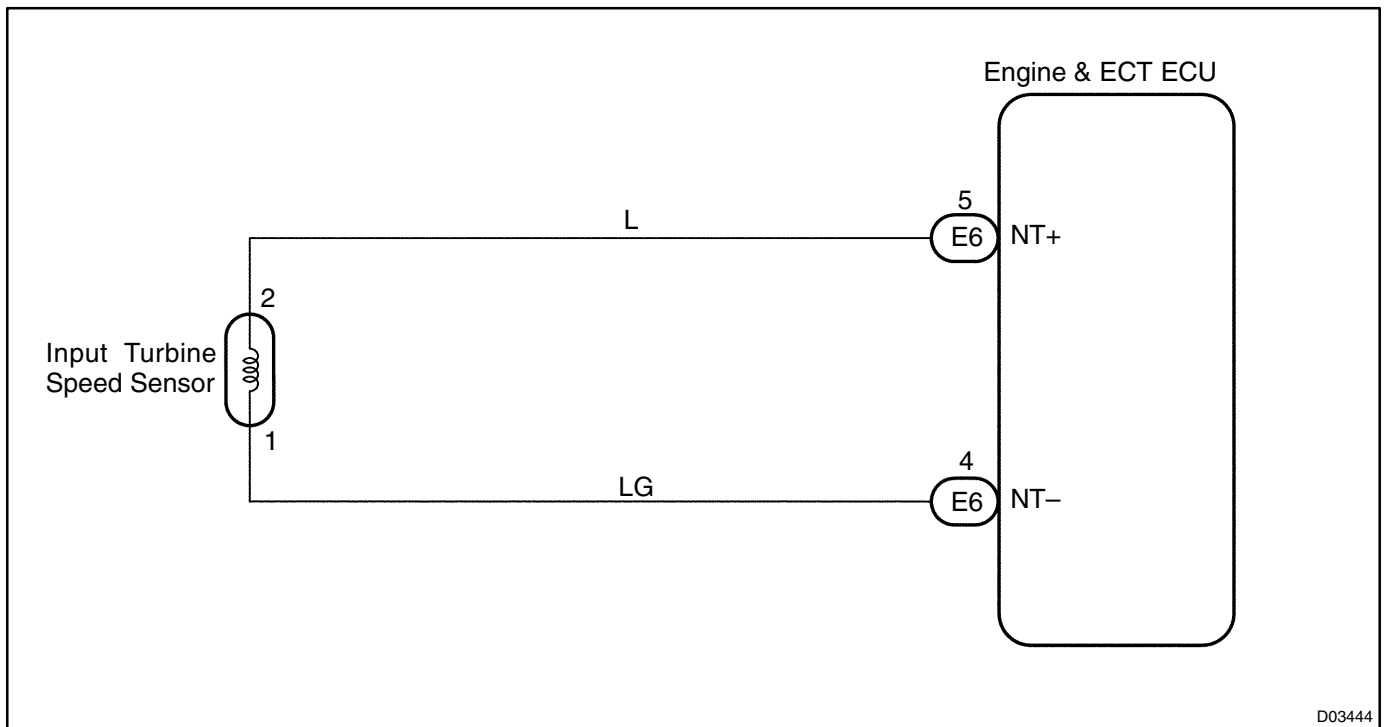 Engine & ECT ECU
5
L
E6
NT+
2
Input Turbine
Speed Sensor
1
4
LG
E6
NT–
D03444